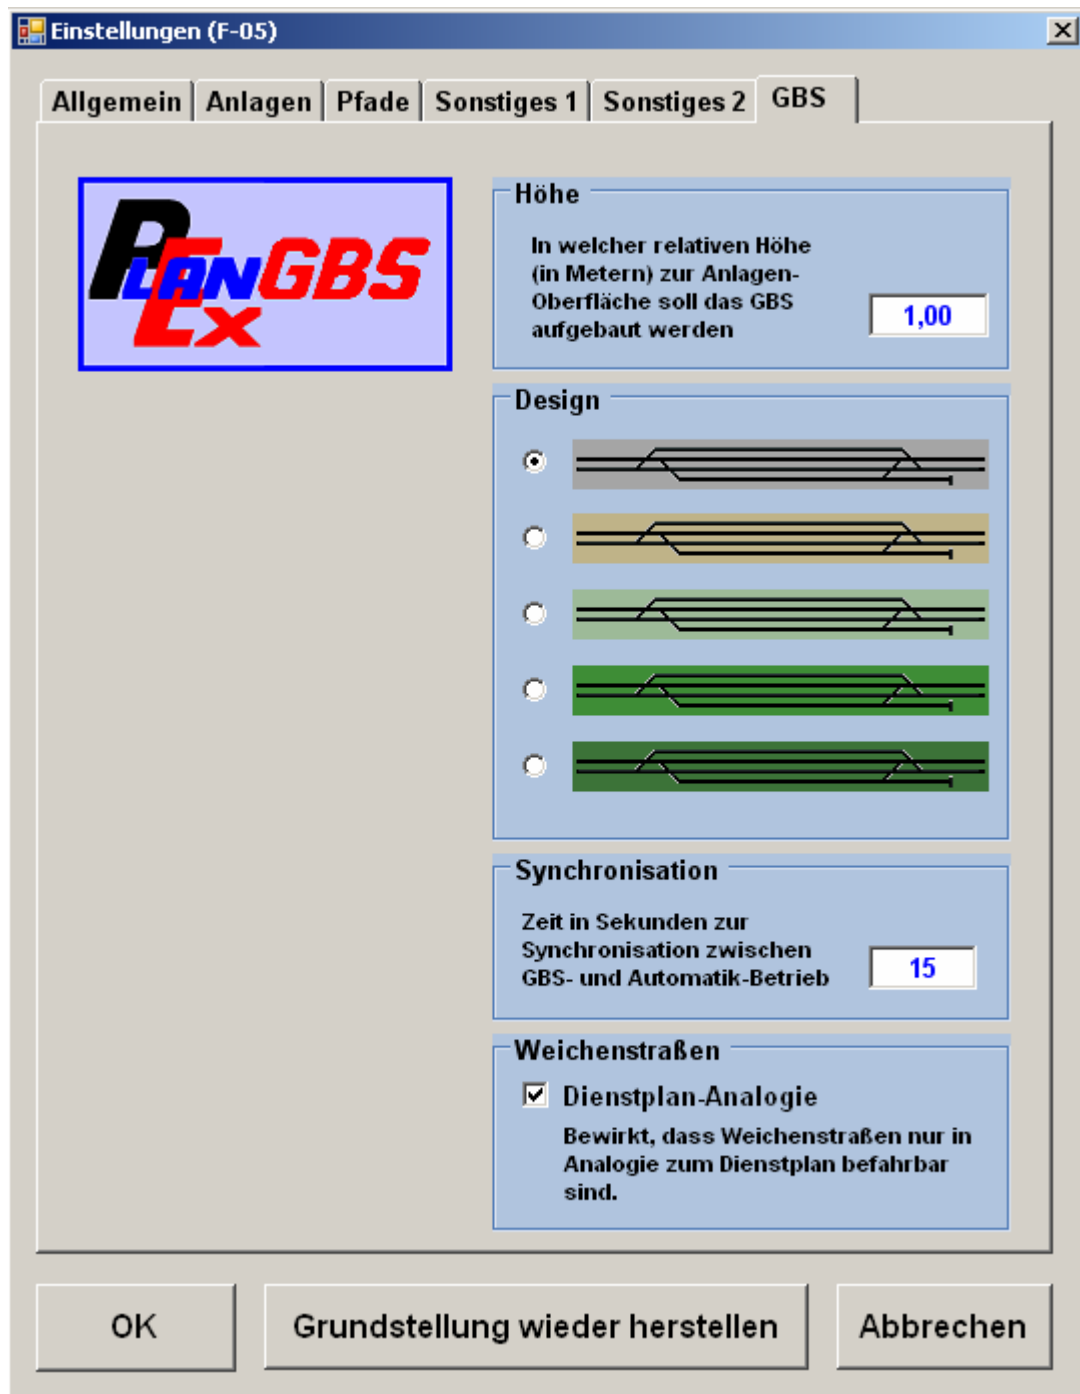 Einstellungen (F-05)
Allgemein
Anlagen
Pfade
Sonstiges 1
Sonstiges 2
GBS
PLANGBS
Ex
Höhe
In welcher relativen Höhe
(in Metern) zur Anlagen-
Oberfläche soll das GBS
aufgebaut werden
1,00
Design
Synchronisation
Zeit in Sekunden zur
Synchronisation zwischen
GBS- und Automatik-Betrieb
15
Weichenstraßen
Dienstplan-Analogie
Bewirkt, dass Weichenstraßen nur in
Analogie zum Dienstplan befahrbar
sind.
OK
Grundstellung wieder herstellen
Abbrechen